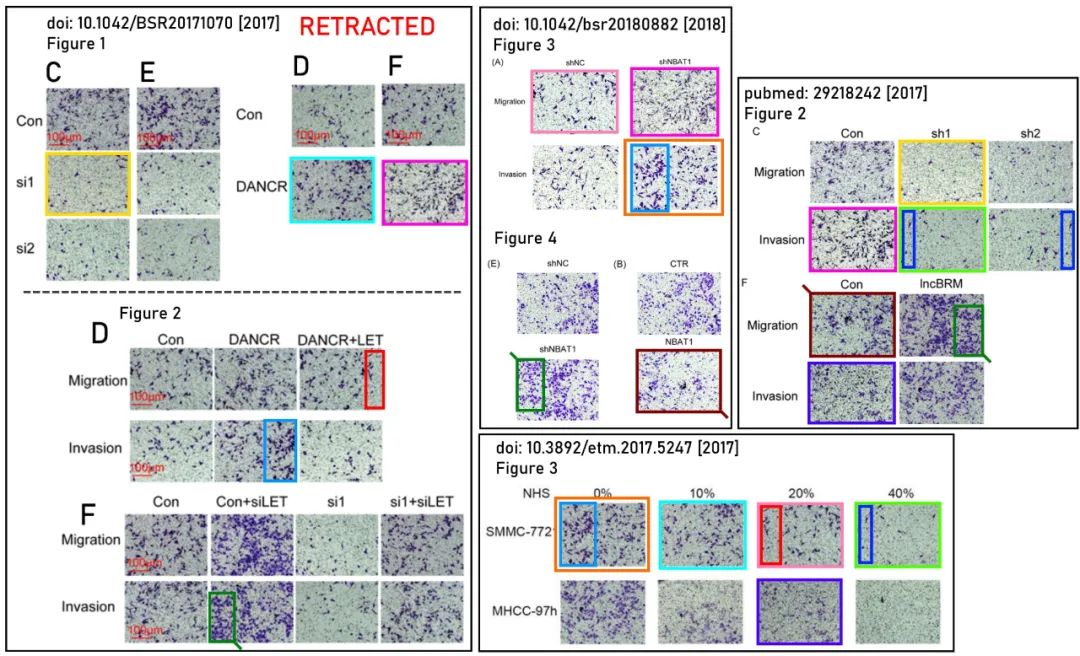 doi: 10.1042/BSR20171070 [2017]
RETRACTED
Figure 1
C
E
Con
100µm
100µm
si1
si2
D
F
Con
100µm
100µm
DANCR
Figure 2
D
Con
DANCR
DANCR+LET
Migration
100µm
Invasion
100µm
F
Con
Con+siLET
si1
si1+siLET
Migration
100µm
Invasion
100µm
doi: 10.1042/bsr20180882 [2018]
Figure 3
(A)
shNC
shNBAT1
Migration
Invasion
Figure 4
(E)
shNC
(B)
CTR
shNBAT1
NBAT1
pubmed: 29218242 [2017]
Figure 2
C
Con
sh1
sh2
Migration
Invasion
F
Con
lncBRM
Migration
Invasion
doi: 10.3892/etm.2017.5247 [2017]
Figure 3
NHS
0%
10%
20%
40%
SMMC-772
MHCC-97h